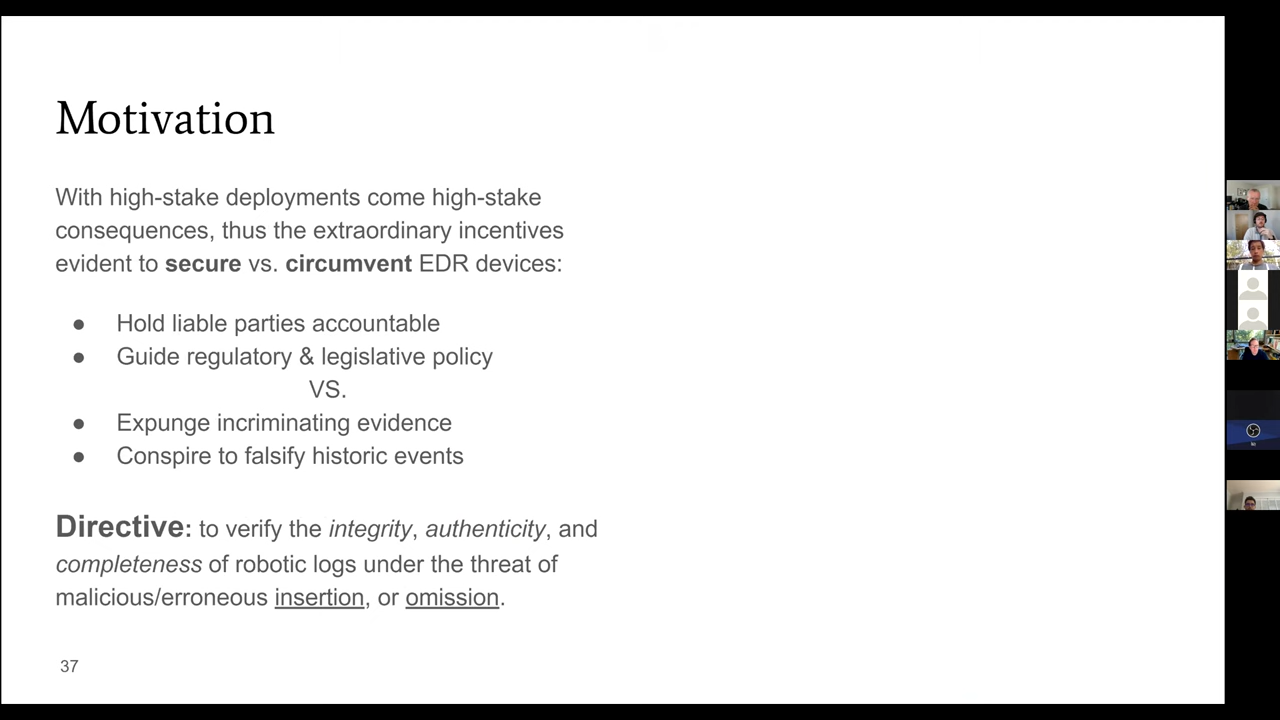 Motivation
With high-stake deployments come high-stake
consequences, thus the extraordinary incentives
evident to secure vs. circumvent EDR devices:
● Hold liable parties accountable
● Guide regulatory & legislative policy
VS.
● Expunge incriminating evidence
● Conspire to falsify historic events
Directive: to verify the integrity, authenticity, and
completeness of robotic logs under the threat of
malicious/erroneous insertion, or omission.
37